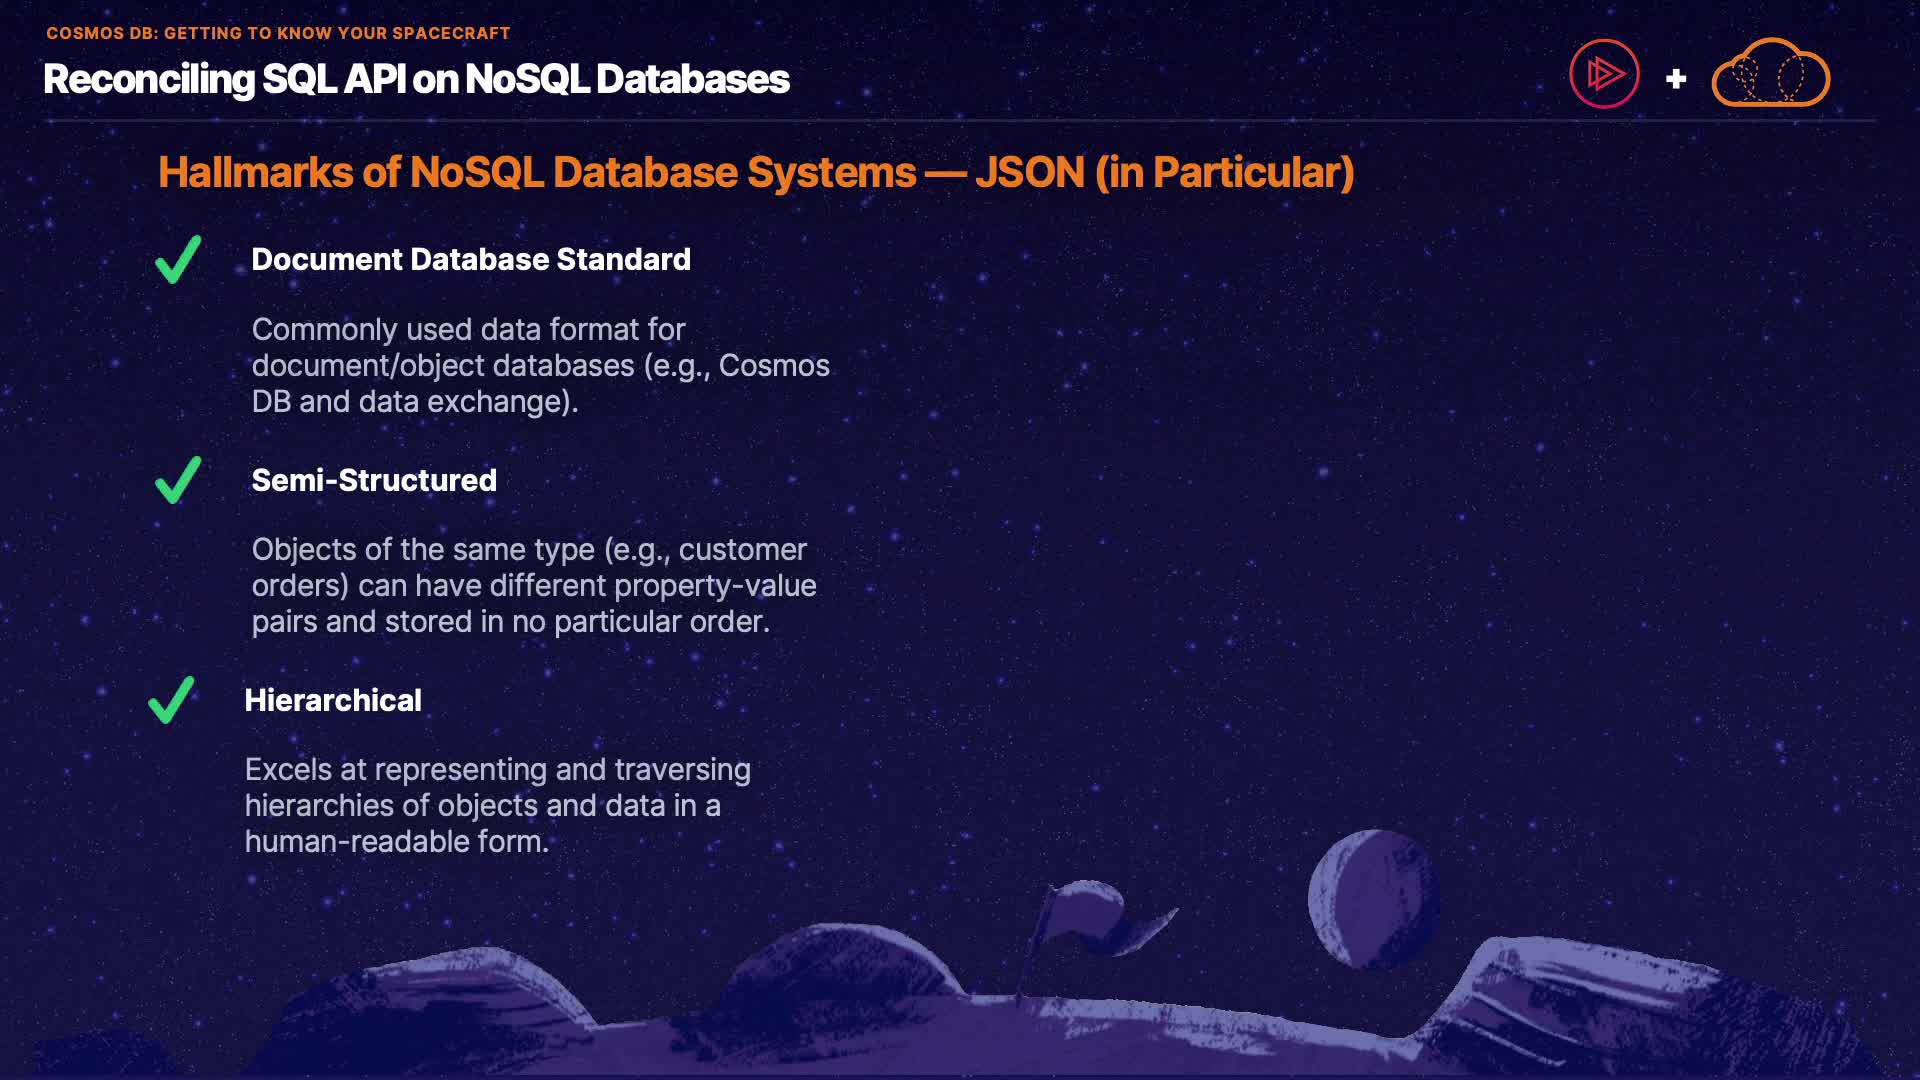 COSMOS DB: GETTING TO KNOW YOUR SPACECRAFT
Reconciling SQL API on NoSQL Databases
+
Hallmarks of NoSQL Database Systems — JSON (in Particular)
Document Database Standard
Commonly used data format for
document/object databases (e.g., Cosmos
DB and data exchange).
Semi-Structured
Objects of the same type (e.g., customer
orders) can have different property-value
pairs and stored in no particular order.
Hierarchical
Excels at representing and traversing
hierarchies of objects and data in a
human-readable form.